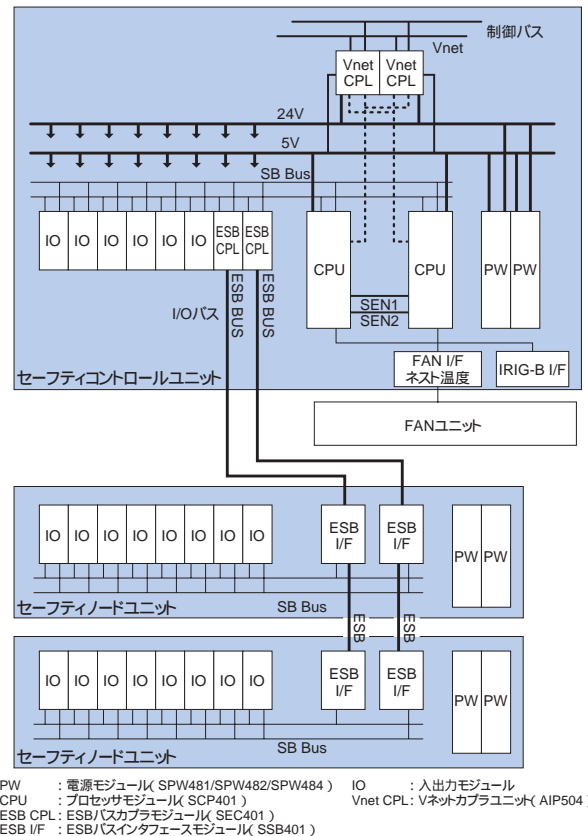 制御バス
Vnet
Vnet CPL
Vnet CPL
24V
5V
SB Bus
IO IO IO IO IO IO ESB CPL ESB CPL
CPU
CPU
PW PW
I/Oバス
ESB BUS
ESB BUS
SEN1
SEN2
FAN I/F
ネスト温度
IRIG-B I/F
セーフティコントロールユニット
FANユニット
IO IO IO IO IO IO IO IO
ESB I/F
ESB I/F
PW PW
セーフティノードユニット
SB Bus
ESB
ESB
IO IO IO IO IO IO IO IO
ESB I/F
ESB I/F
PW PW
SB Bus
セーフティノードユニット
PW : 電源モジュール( SPW481/SPW482/SPW484 ) IO : 入出力モジュール
CPU : プロセッサモジュール( SCP401 ) Vnet CPL : Vネットカプラユニット( AIP504 )
ESB CPL : ESBバスカプラモジュール( SEC401 )
ESB I/F : ESBバスインタフェースモジュール( SSB401 )